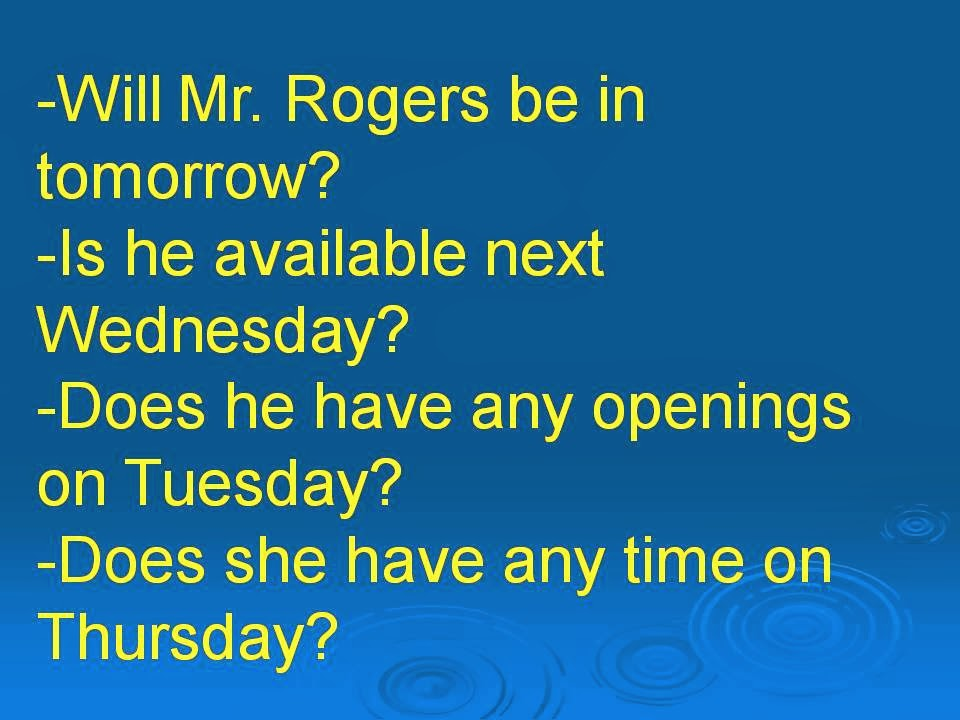 -Will Mr. Rogers be in
tomorrow?
-Is he available next
Wednesday?
-Does he have any openings
on Tuesday?
-Does she have any time on
Thursday?